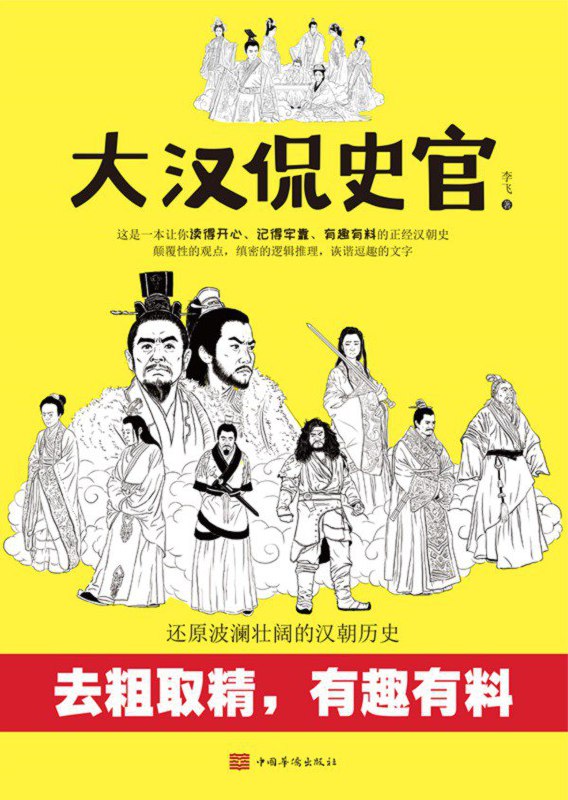 大汉侃史官
李飞 著
这是一本让你读得开心、记得牢靠、有趣有料的正经汉朝史
颠覆性的观点，缜密的逻辑推理，诙谐逗趣的文字
还原波澜壮阔的汉朝历史
去粗取精，有趣有料
中国华侨出版社